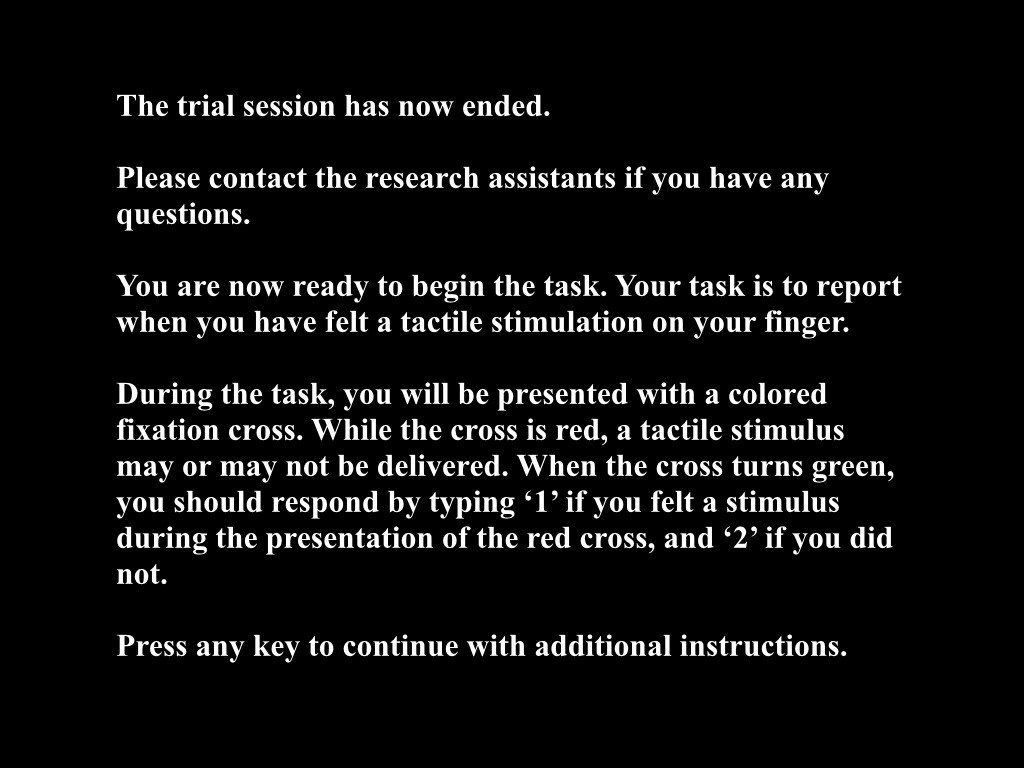 The trial session has now ended.
Please contact the research assistants if you have any
questions.
You are now ready to begin the task. Your task is to report
when you have felt a tactile stimulation on your finger.
During the task, you will be presented with a colored
fixation cross. While the cross is red, a tactile stimulus
may or may not be delivered. When the cross turns green,
you should respond by typing ‘1’ if you felt a stimulus
during the presentation of the red cross, and ‘2’ if you did
not.
Press any key to continue with additional instructions.